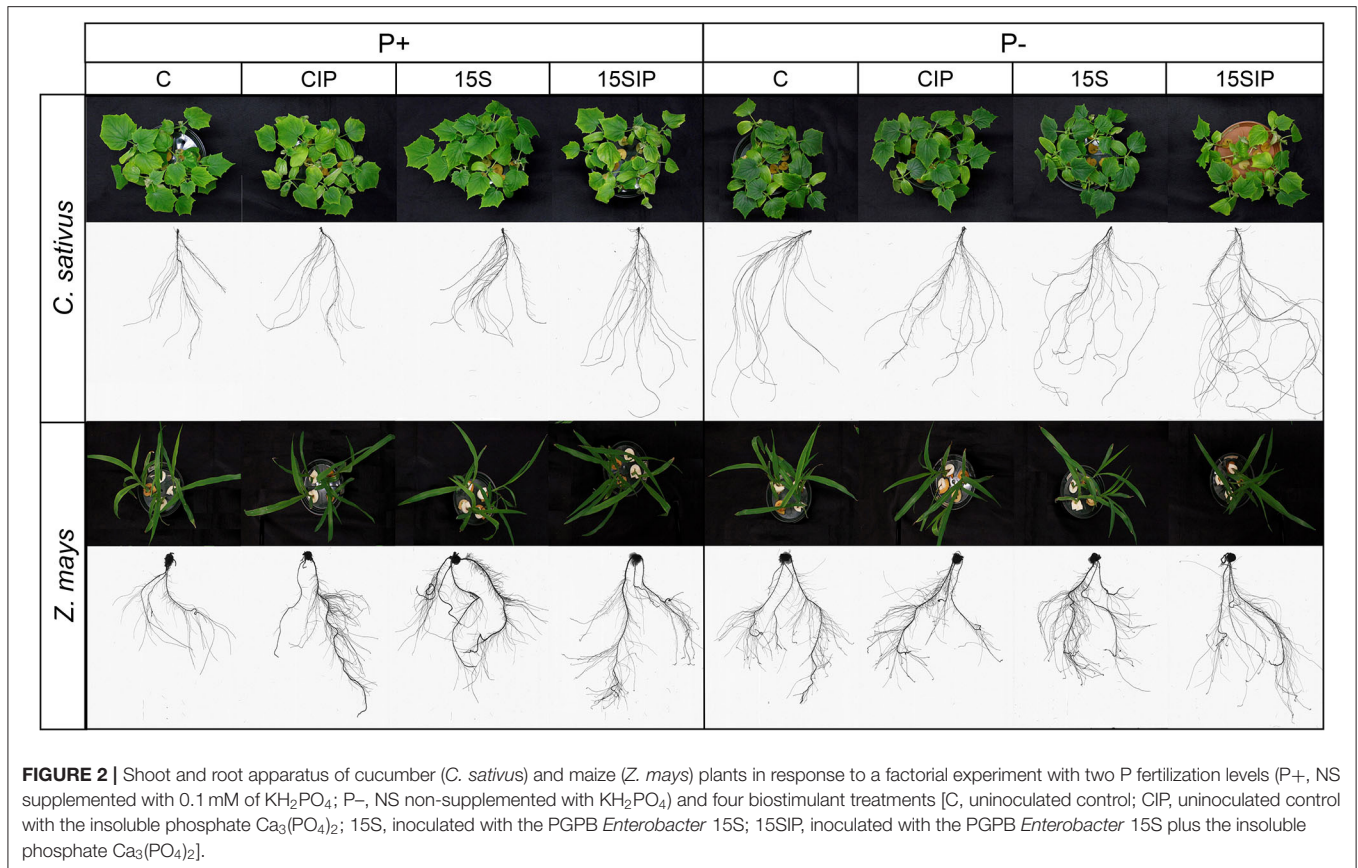 P+ P-
C CIP 15S 15SIP C CIP 15S 15SIP
C. sativus
Z. mays
FIGURE 2 | Shoot and root apparatus of cucumber (C. sativus) and maize (Z. mays) plants in response to a factorial experiment with two P fertilization levels (P+, NS
supplemented with 0.1 mM of KH₂PO₄; P–, NS non-supplemented with KH₂PO₄) and four biostimulant treatments [C, uninoculated control; CIP, uninoculated control
with the insoluble phosphate Ca₃(PO₄)₂; 15S, inoculated with the PGPB Enterobacter 15S; 15SIP, inoculated with the PGPB Enterobacter 15S plus the insoluble
phosphate Ca₃(PO₄)₂].